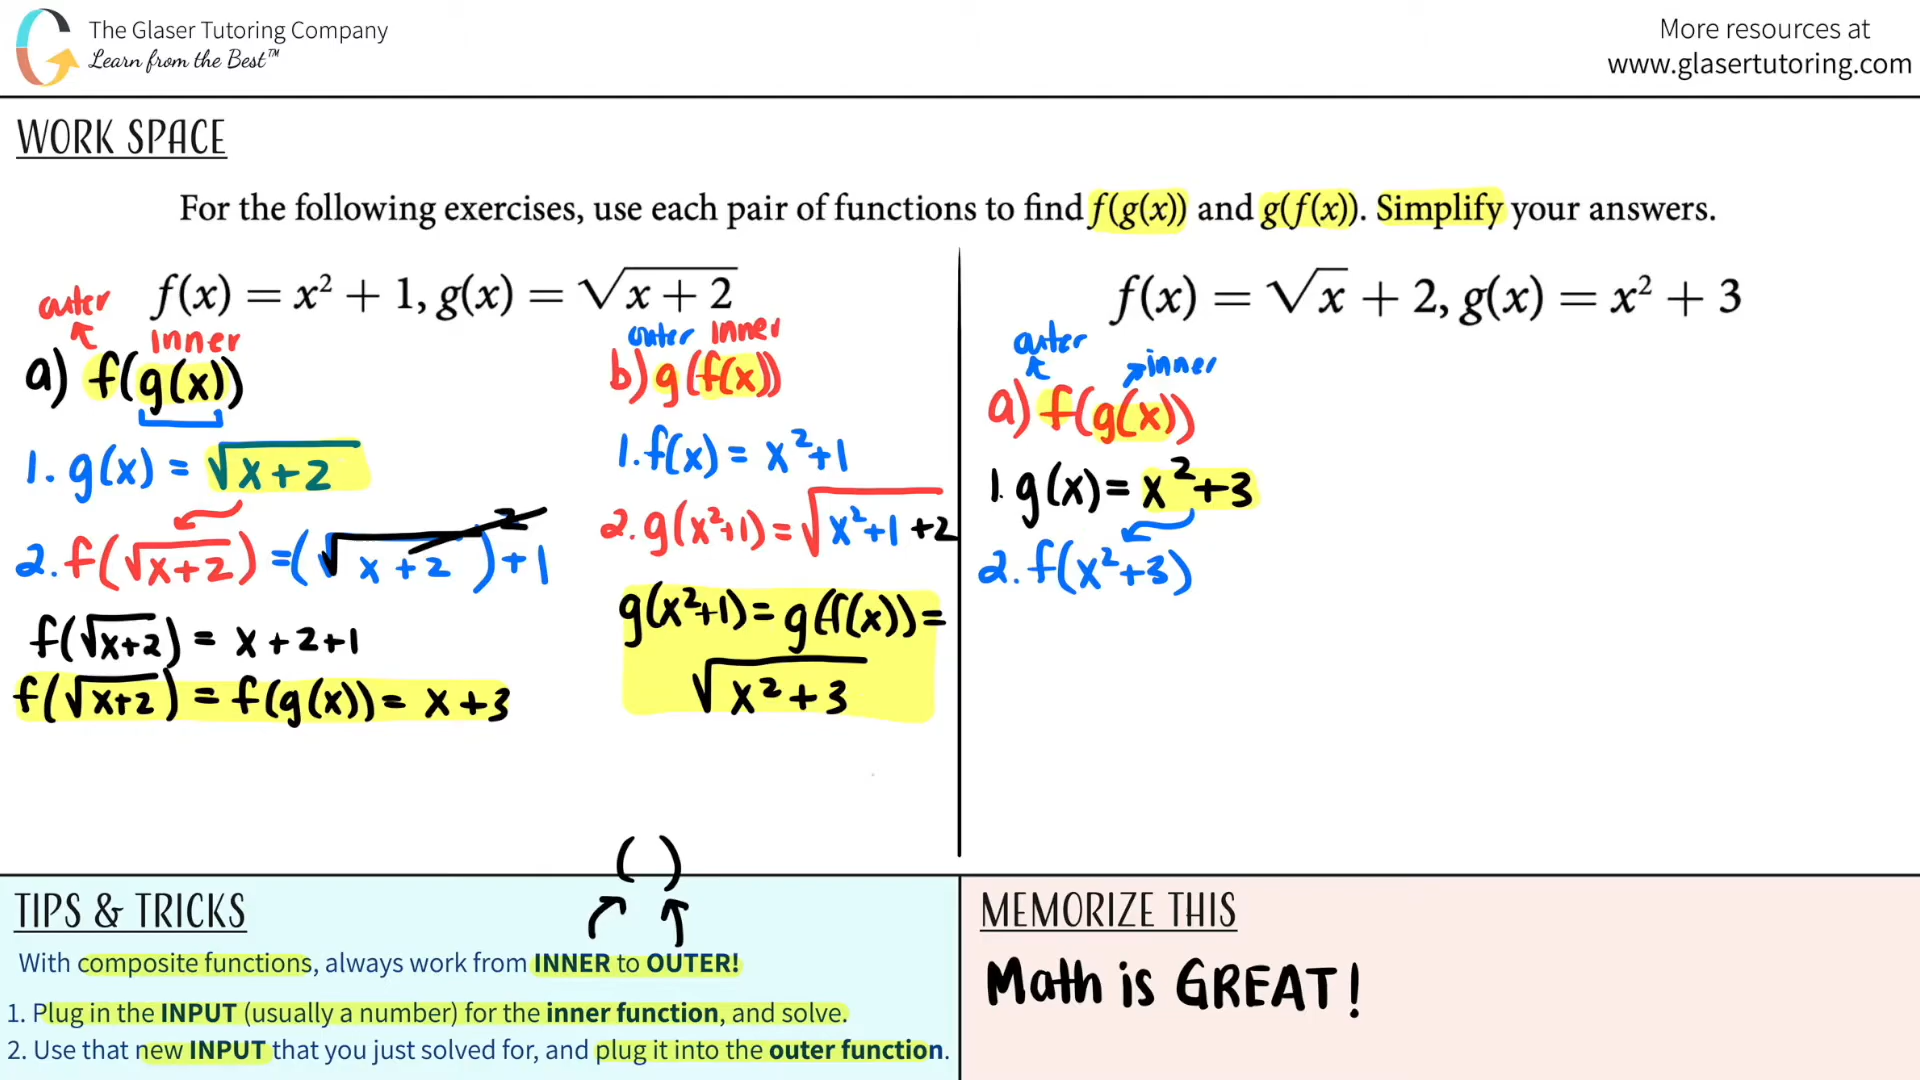 The Glaser Tutoring Company
Learn from the Best™
More resources at
www.glasertutoring.com
WORK SPACE
For the following exercises, use each pair of functions to find f(g(x)) and g(f(x)). Simplify your answers.
f(x) = x² + 1, g(x) = √(x + 2)
outer
inner
a) f(g(x))
1. g(x) = √(x+2)
2. f(√(x+2)) = (√(x+2))² + 1
f(√(x+2)) = x+2+1
f(√(x+2)) = f(g(x)) = x+3
outer inner
b) g(f(x))
1. f(x) = x²+1
2. g(x²+1) = √(x²+1+2)
g(x²+1) = g(f(x)) =
√(x²+3)
f(x) = √x + 2, g(x) = x² + 3
outer
inner
a) f(g(x))
1. g(x) = x²+3
2. f(x²+3)
( )
TIPS & TRICKS
With composite functions, always work from INNER to OUTER!
1. Plug in the INPUT (usually a number) for the inner function, and solve.
2. Use that new INPUT that you just solved for, and plug it into the outer function.
MEMORIZE THIS
Math is GREAT!